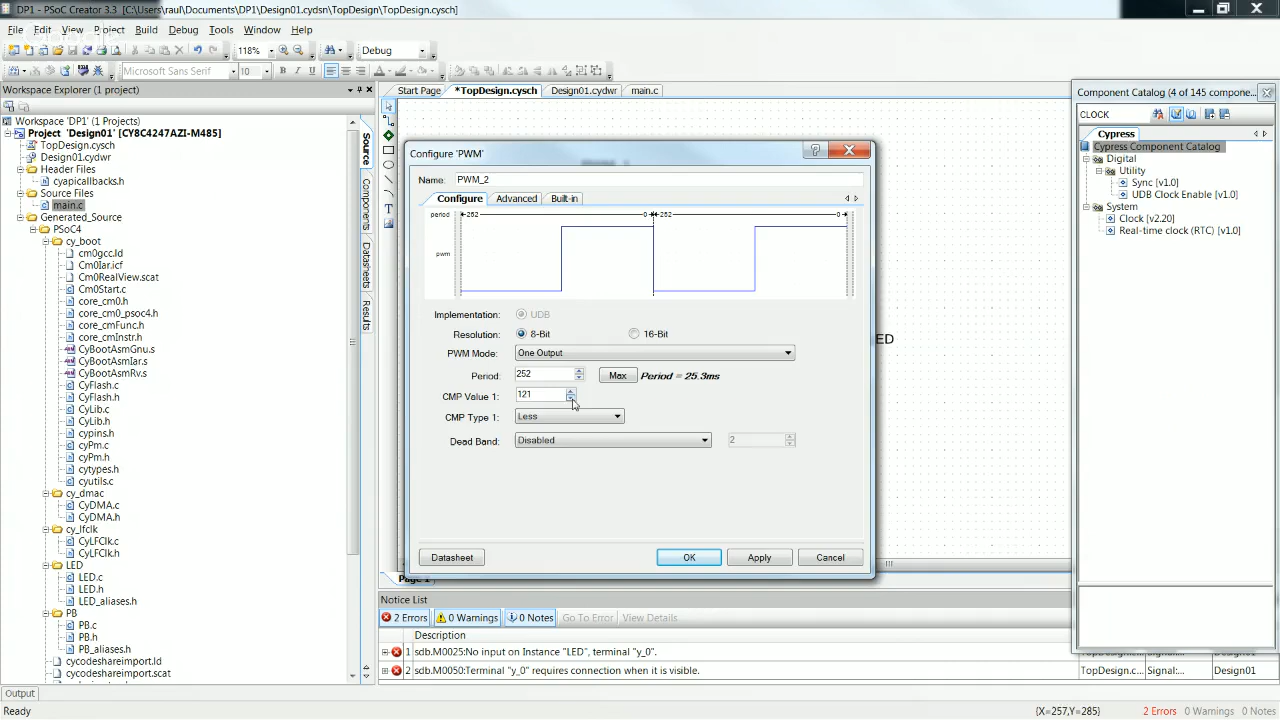 DP1 - PSoC Creator 3.3 [C:\Users\raul\Documents\DP1\Design01.cydsn\TopDesign\TopDesign.cysch]
File Edit View Project Build Debug Tools Window Help
118% Debug
Microsoft Sans Serif 10
Workspace Explorer (1 project)
Start Page *TopDesign.cysch Design01.cydwr main.c
Component Catalog (4 of 145 compone...
CLOCK
Cypress
Cypress Component Catalog
Digital
Utility
Sync [v1.0]
UDB Clock Enable [v1.0]
System
Clock [v2.20]
Real-time clock (RTC) [v1.0]
Workspace 'DP1' (1 Projects)
Project 'Design01' [CY8C4247AZI-M485]
TopDesign.cysch
Design01.cydwr
Header Files
cyapicallbacks.h
Source Files
main.c
Generated_Source
PSoC4
cy_boot
cm0gcc.ld
Cm0Iar.icf
Cm0RealView.scat
Cm0Start.c
core_cm0.h
core_cm0_psoc4.h
core_cmFunc.h
core_cmInstr.h
CyBootAsmGnu.s
CyBootAsmIar.s
CyBootAsmRv.s
CyFlash.c
CyFlash.h
CyLib.c
CyLib.h
cypins.h
cyPm.c
cyPm.h
cytypes.h
cyutils.c
cy_dmac
CyDMA.c
CyDMA.h
cy_lfclk
CyLFClk.c
CyLFClk.h
LED
LED.c
LED.h
LED_aliases.h
PB
PB.c
PB.h
PB_aliases.h
cycodeshareimport.ld
cycodeshareimport.scat
Source
Components
Datasheets
Results
Configure 'PWM'
Name: PWM_2
Configure Advanced Built-in
period 252 0 252 0
pwm
Implementation: UDB
Resolution: 8-Bit 16-Bit
PWM Mode: One Output
Period: 252 Max Period = 25.3ms
CMP Value 1: 121
CMP Type 1: Less
Dead Band: Disabled 2
Datasheet OK Apply Cancel
ED
Page 1
Notice List
2 Errors 0 Warnings 0 Notes Go To Error View Details
Description
1 sdb.M0025:No input on Instance "LED", terminal "y_0". TopDesign.c... Signal:... Design01
2 sdb.M0050:Terminal "y_0" requires connection when it is visible. TopDesign.c... Signal:... Design01
Output
Ready {X=257,Y=285} 2 Errors 0 Warnings 0 Notes